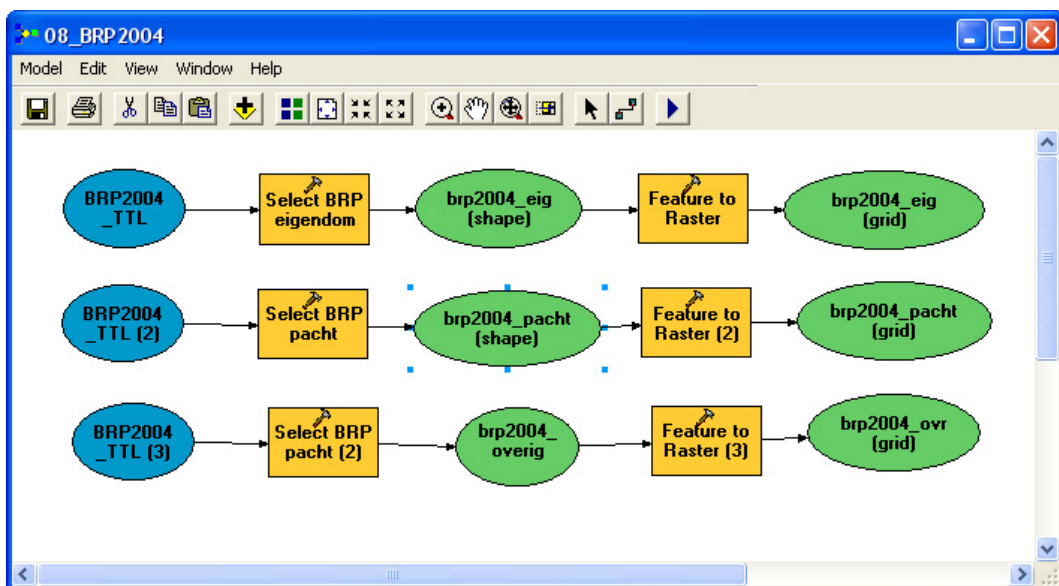 08_BRP2004
Model Edit View Window Help
BRP2004
_TTL
Select BRP
eigendom
brp2004_eig
(shape)
Feature to
Raster
brp2004_eig
(grid)
BRP2004
_TTL (2)
Select BRP
pacht
brp2004_pacht
(shape)
Feature to
Raster (2)
brp2004_pacht
(grid)
BRP2004
_TTL (3)
Select BRP
pacht (2)
brp2004_
overig
Feature to
Raster (3)
brp2004_ovr
(grid)